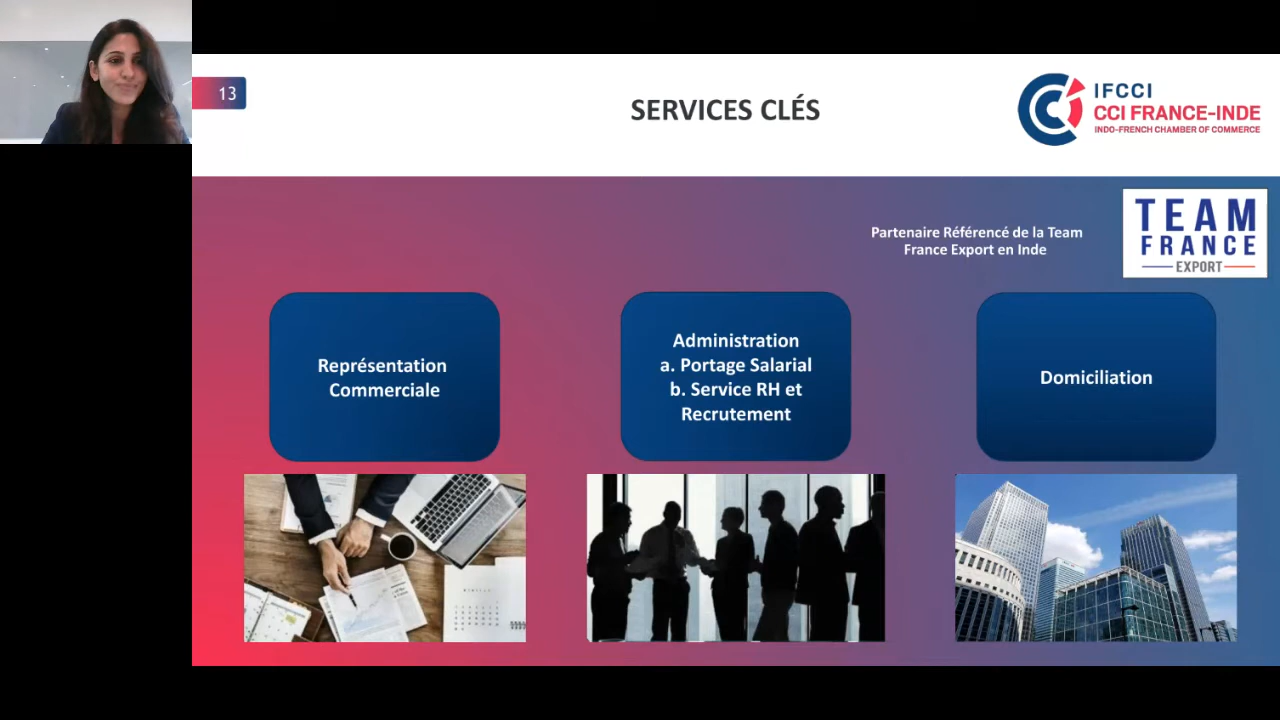 13
SERVICES CLÉS
IFCCI
CCI FRANCE-INDE
INDO-FRENCH CHAMBER OF COMMERCE
Partenaire Référencé de la Team
France Export en Inde
TEAM
FRANCE
EXPORT
Représentation
Commerciale
Administration
a. Portage Salarial
b. Service RH et
Recrutement
Domiciliation